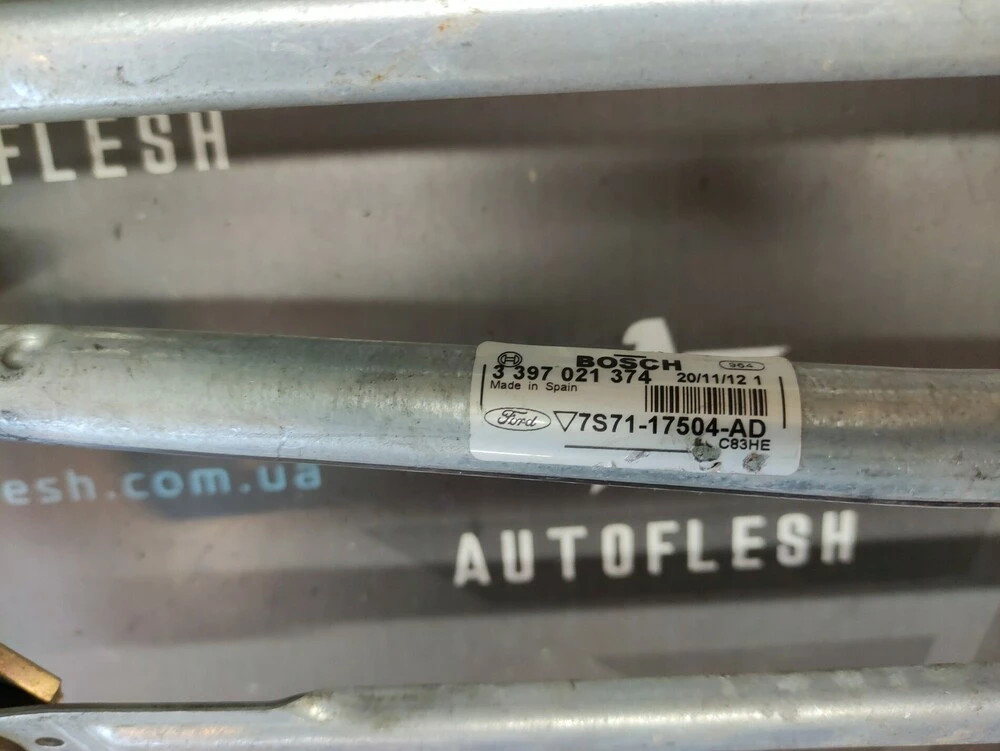 FLESH
BOSCH 964
3 397 021 374 20/11/12 1
Made in Spain
Ford ▽7S71-17504-AD
C83HE
esh.com.ua
AUTOFLESH